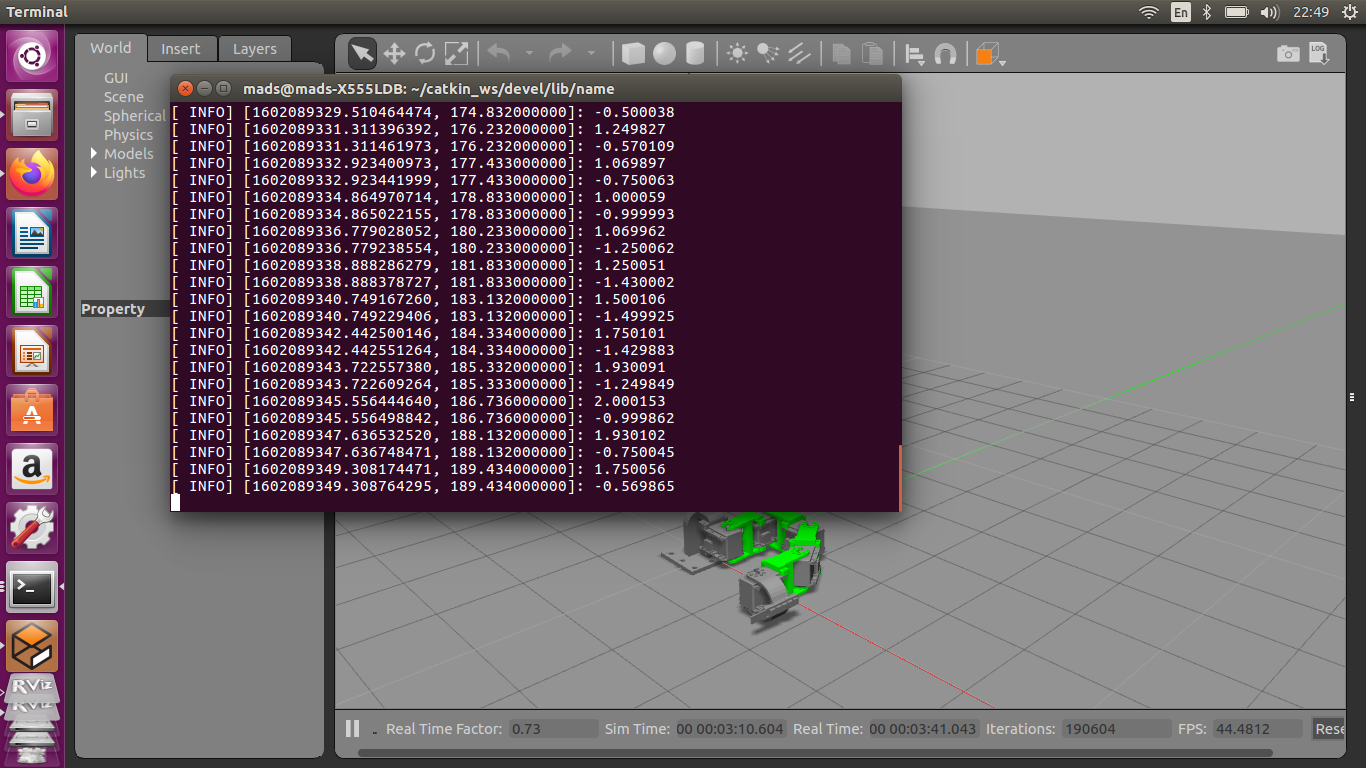 Terminal
En
22:49
World
Insert
Layers
GUI
Scene
Spherical
Physics
Models
Lights
Property
LOG
mads@mads-X555LDB: ~/catkin_ws/devel/lib/name
[ INFO] [1602089329.510464474, 174.832000000]: -0.500038
[ INFO] [1602089331.311396392, 176.232000000]: 1.249827
[ INFO] [1602089331.311461973, 176.232000000]: -0.570109
[ INFO] [1602089332.923400973, 177.433000000]: 1.069897
[ INFO] [1602089332.923441999, 177.433000000]: -0.750063
[ INFO] [1602089334.864970714, 178.833000000]: 1.000059
[ INFO] [1602089334.865022155, 178.833000000]: -0.999993
[ INFO] [1602089336.779028052, 180.233000000]: 1.069962
[ INFO] [1602089336.779238554, 180.233000000]: -1.250062
[ INFO] [1602089338.888286279, 181.833000000]: 1.250051
[ INFO] [1602089338.888378727, 181.833000000]: -1.430002
[ INFO] [1602089340.749167260, 183.132000000]: 1.500106
[ INFO] [1602089340.749229406, 183.132000000]: -1.499925
[ INFO] [1602089342.442500146, 184.334000000]: 1.750101
[ INFO] [1602089342.442551264, 184.334000000]: -1.429883
[ INFO] [1602089343.722557380, 185.332000000]: 1.930091
[ INFO] [1602089343.722609264, 185.333000000]: -1.249849
[ INFO] [1602089345.556444640, 186.736000000]: 2.000153
[ INFO] [1602089345.556498842, 186.736000000]: -0.999862
[ INFO] [1602089347.636532520, 188.132000000]: 1.930102
[ INFO] [1602089347.636748471, 188.132000000]: -0.750045
[ INFO] [1602089349.308174471, 189.434000000]: 1.750056
[ INFO] [1602089349.308764295, 189.434000000]: -0.569865
RViz
RViz
Real Time Factor: 0.73 Sim Time: 00 00:03:10.604 Real Time: 00 00:03:41.043 Iterations: 190604 FPS: 44.4812 Rese